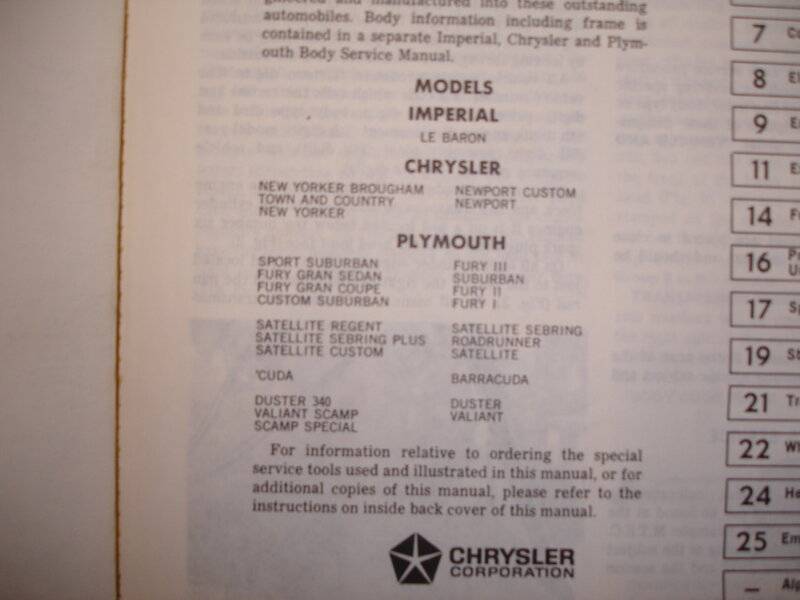 and manufactured into these outstanding
automobiles. Body information including frame is
contained in a separate Imperial, Chrysler and Plym-
outh Body Service Manual.
MODELS
IMPERIAL
LE BARON
CHRYSLER
NEW YORKER BROUGHAM NEWPORT CUSTOM
TOWN AND COUNTRY NEWPORT
NEW YORKER
PLYMOUTH
SPORT SUBURBAN FURY III
FURY GRAN SEDAN SUBURBAN
FURY GRAN COUPE FURY II
CUSTOM SUBURBAN FURY I
SATELLITE REGENT SATELLITE SEBRING
SATELLITE SEBRING PLUS ROADRUNNER
SATELLITE CUSTOM SATELLITE
'CUDA BARRACUDA
DUSTER 340 DUSTER
VALIANT SCAMP VALIANT
SCAMP SPECIAL
For information relative to ordering the special
service tools used and illustrated in this manual, or for
additional copies of this manual, please refer to the
instructions on inside back cover of this manual.
CHRYSLER
CORPORATION
7
8
9
11
14
16
17
19
21
22
24
25